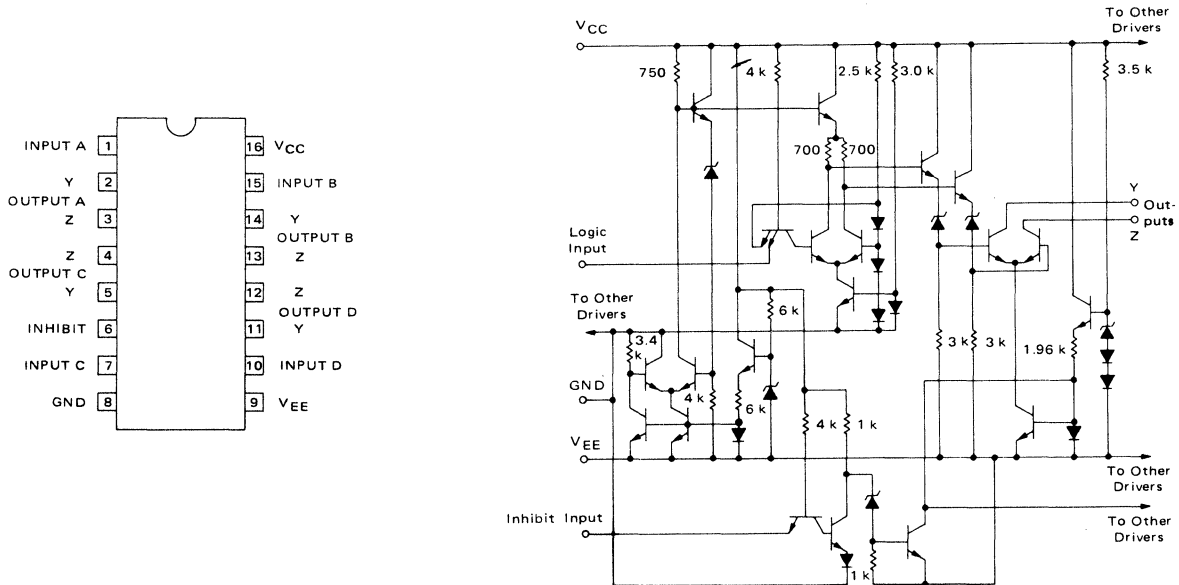 INPUT A 1
16 VCC
Y 2
15 INPUT B
OUTPUT A
Z 3
14 Y
OUTPUT B
Z 4
13 Z
OUTPUT C
Y 5
12 Z
OUTPUT D
INHIBIT 6
11 Y
INPUT C 7
10 INPUT D
GND 8
9 VEE
VCC
To Other
Drivers
750
4 k
2.5 k
3.0 k
3.5 k
700
700
Y
Out-
puts
Z
Logic
Input
To Other
Drivers
3.4
k
6 k
3 k
3 k
1.96 k
GND
4 k
6 k
4 k
1 k
VEE
To Other
Drivers
Inhibit Input
To Other
Drivers
1 k